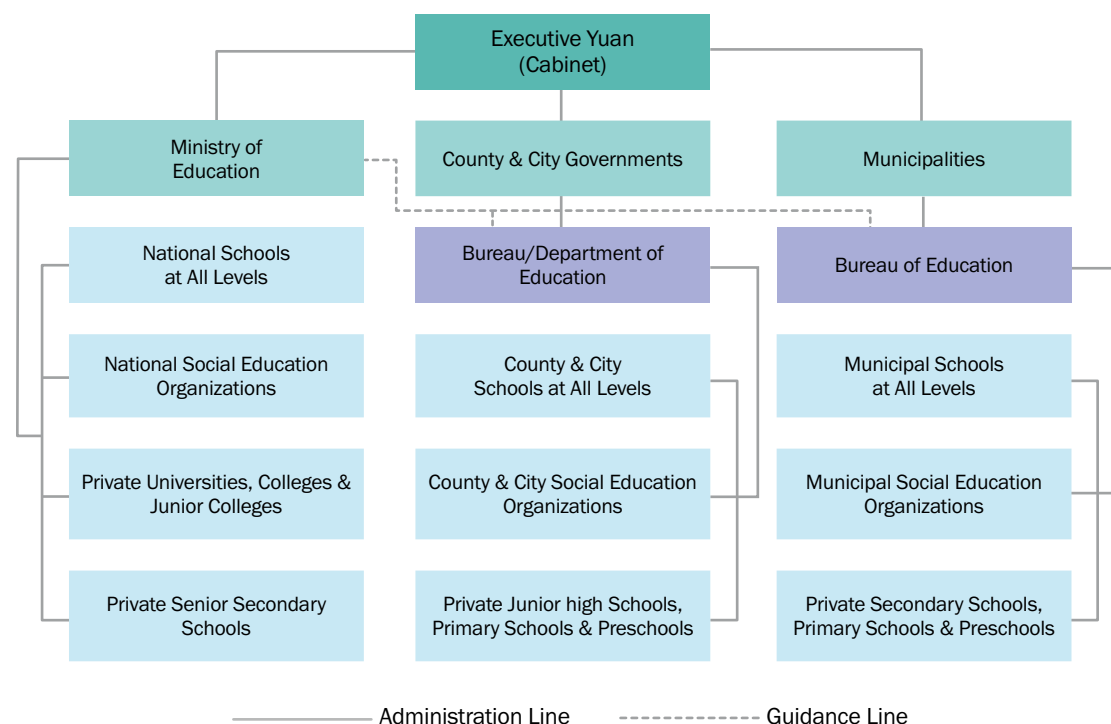 Executive Yuan
(Cabinet)
Ministry of
Education
County & City Governments
Municipalities
National Schools
at All Levels
Bureau/Department of
Education
Bureau of Education
National Social Education
Organizations
County & City
Schools at All Levels
Municipal Schools
at All Levels
Private Universities, Colleges &
Junior Colleges
County & City Social Education
Organizations
Municipal Social Education
Organizations
Private Senior Secondary
Schools
Private Junior high Schools,
Primary Schools & Preschools
Private Secondary Schools,
Primary Schools & Preschools
Administration Line
Guidance Line